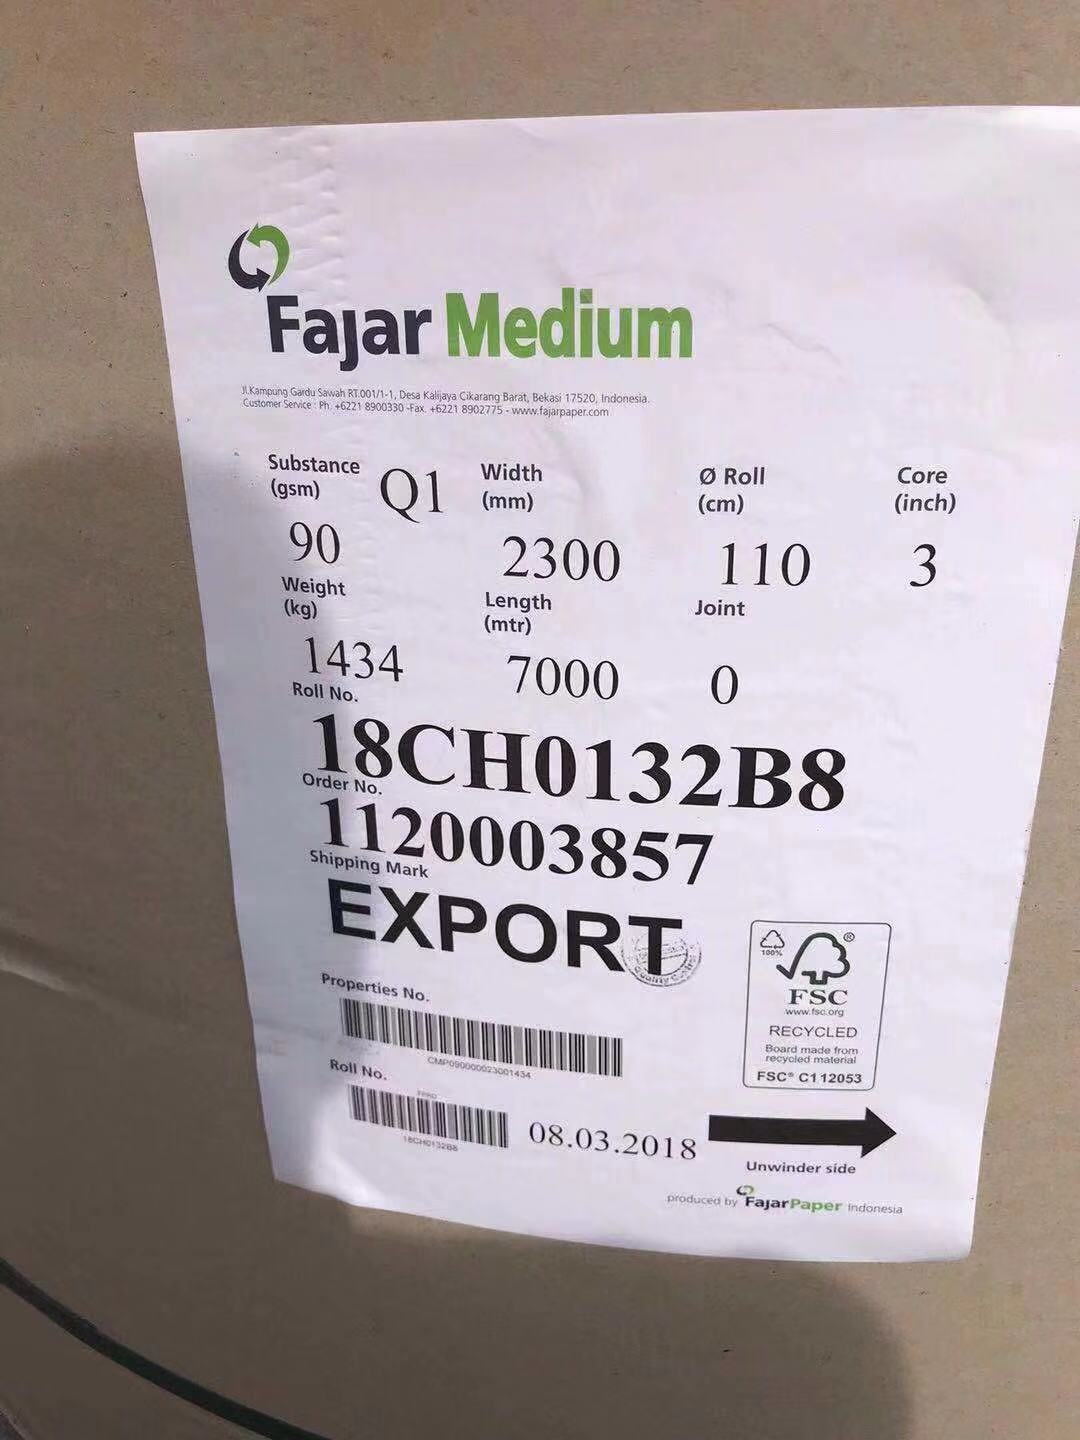 Fajar Medium
Jl.Kampung Gardu Sawah RT.001/1-1, Desa Kalijaya Cikarang Barat, Bekasi 17520, Indonesia.
Customer Service : Ph. +6221 8900330 -Fax. +6221 8902775 - www.fajarpaper.com
Substance (gsm) Q1 Width (mm) Ø Roll (cm) Core (inch)
90 2300 110 3
Weight (kg) Length (mtr) Joint
1434 7000 0
Roll No.
18CH0132B8
Order No.
1120003857
Shipping Mark
EXPORT
Quality
Properties No.
CMP090000023001434
Roll No.
18CH0132B8
08.03.2018
100%
®
FSC
www.fsc.org
RECYCLED
Board made from
recycled material
FSC® C112053
Unwinder side
produced by FajarPaper Indonesia